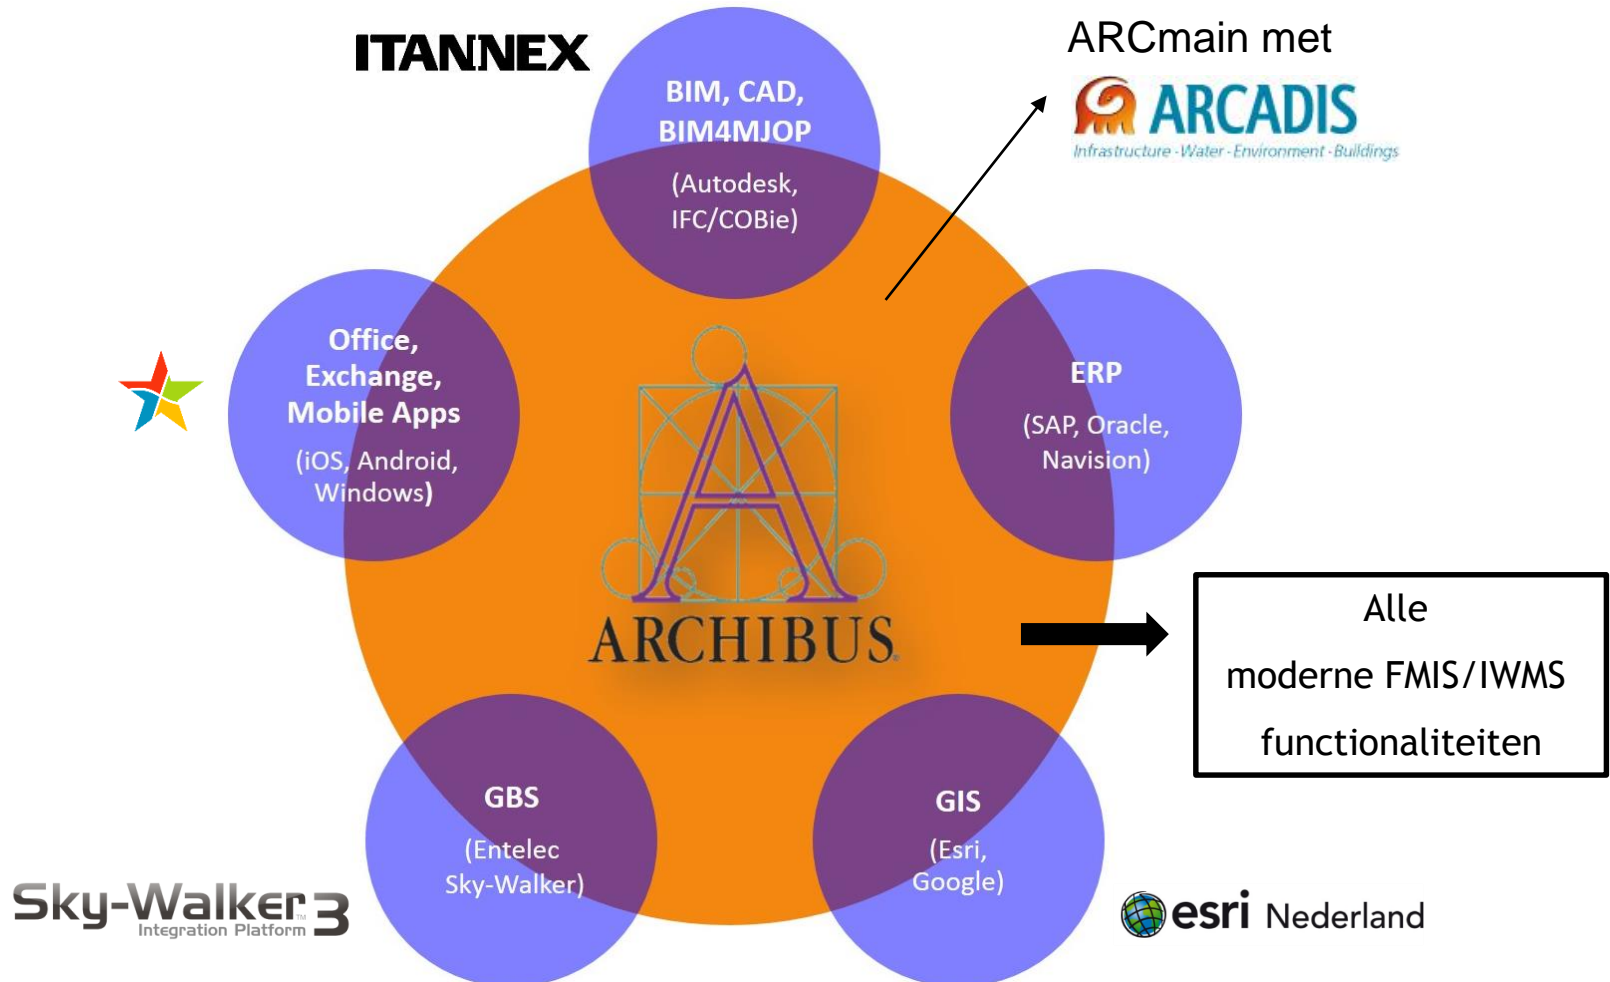 ITANNEX
ARCmain met
ARCADIS
Infrastructure - Water - Environment - Buildings
BIM, CAD,
BIM4MJOP
(Autodesk,
IFC/COBie)
Office,
Exchange,
Mobile Apps
(iOS, Android,
Windows)
ERP
(SAP, Oracle,
Navision)
ARCHIBUS®
Alle
moderne FMIS/IWMS
functionaliteiten
GBS
(Entelec
Sky-Walker)
GIS
(Esri,
Google)
Sky-Walker™ 3
Integration Platform
esri Nederland